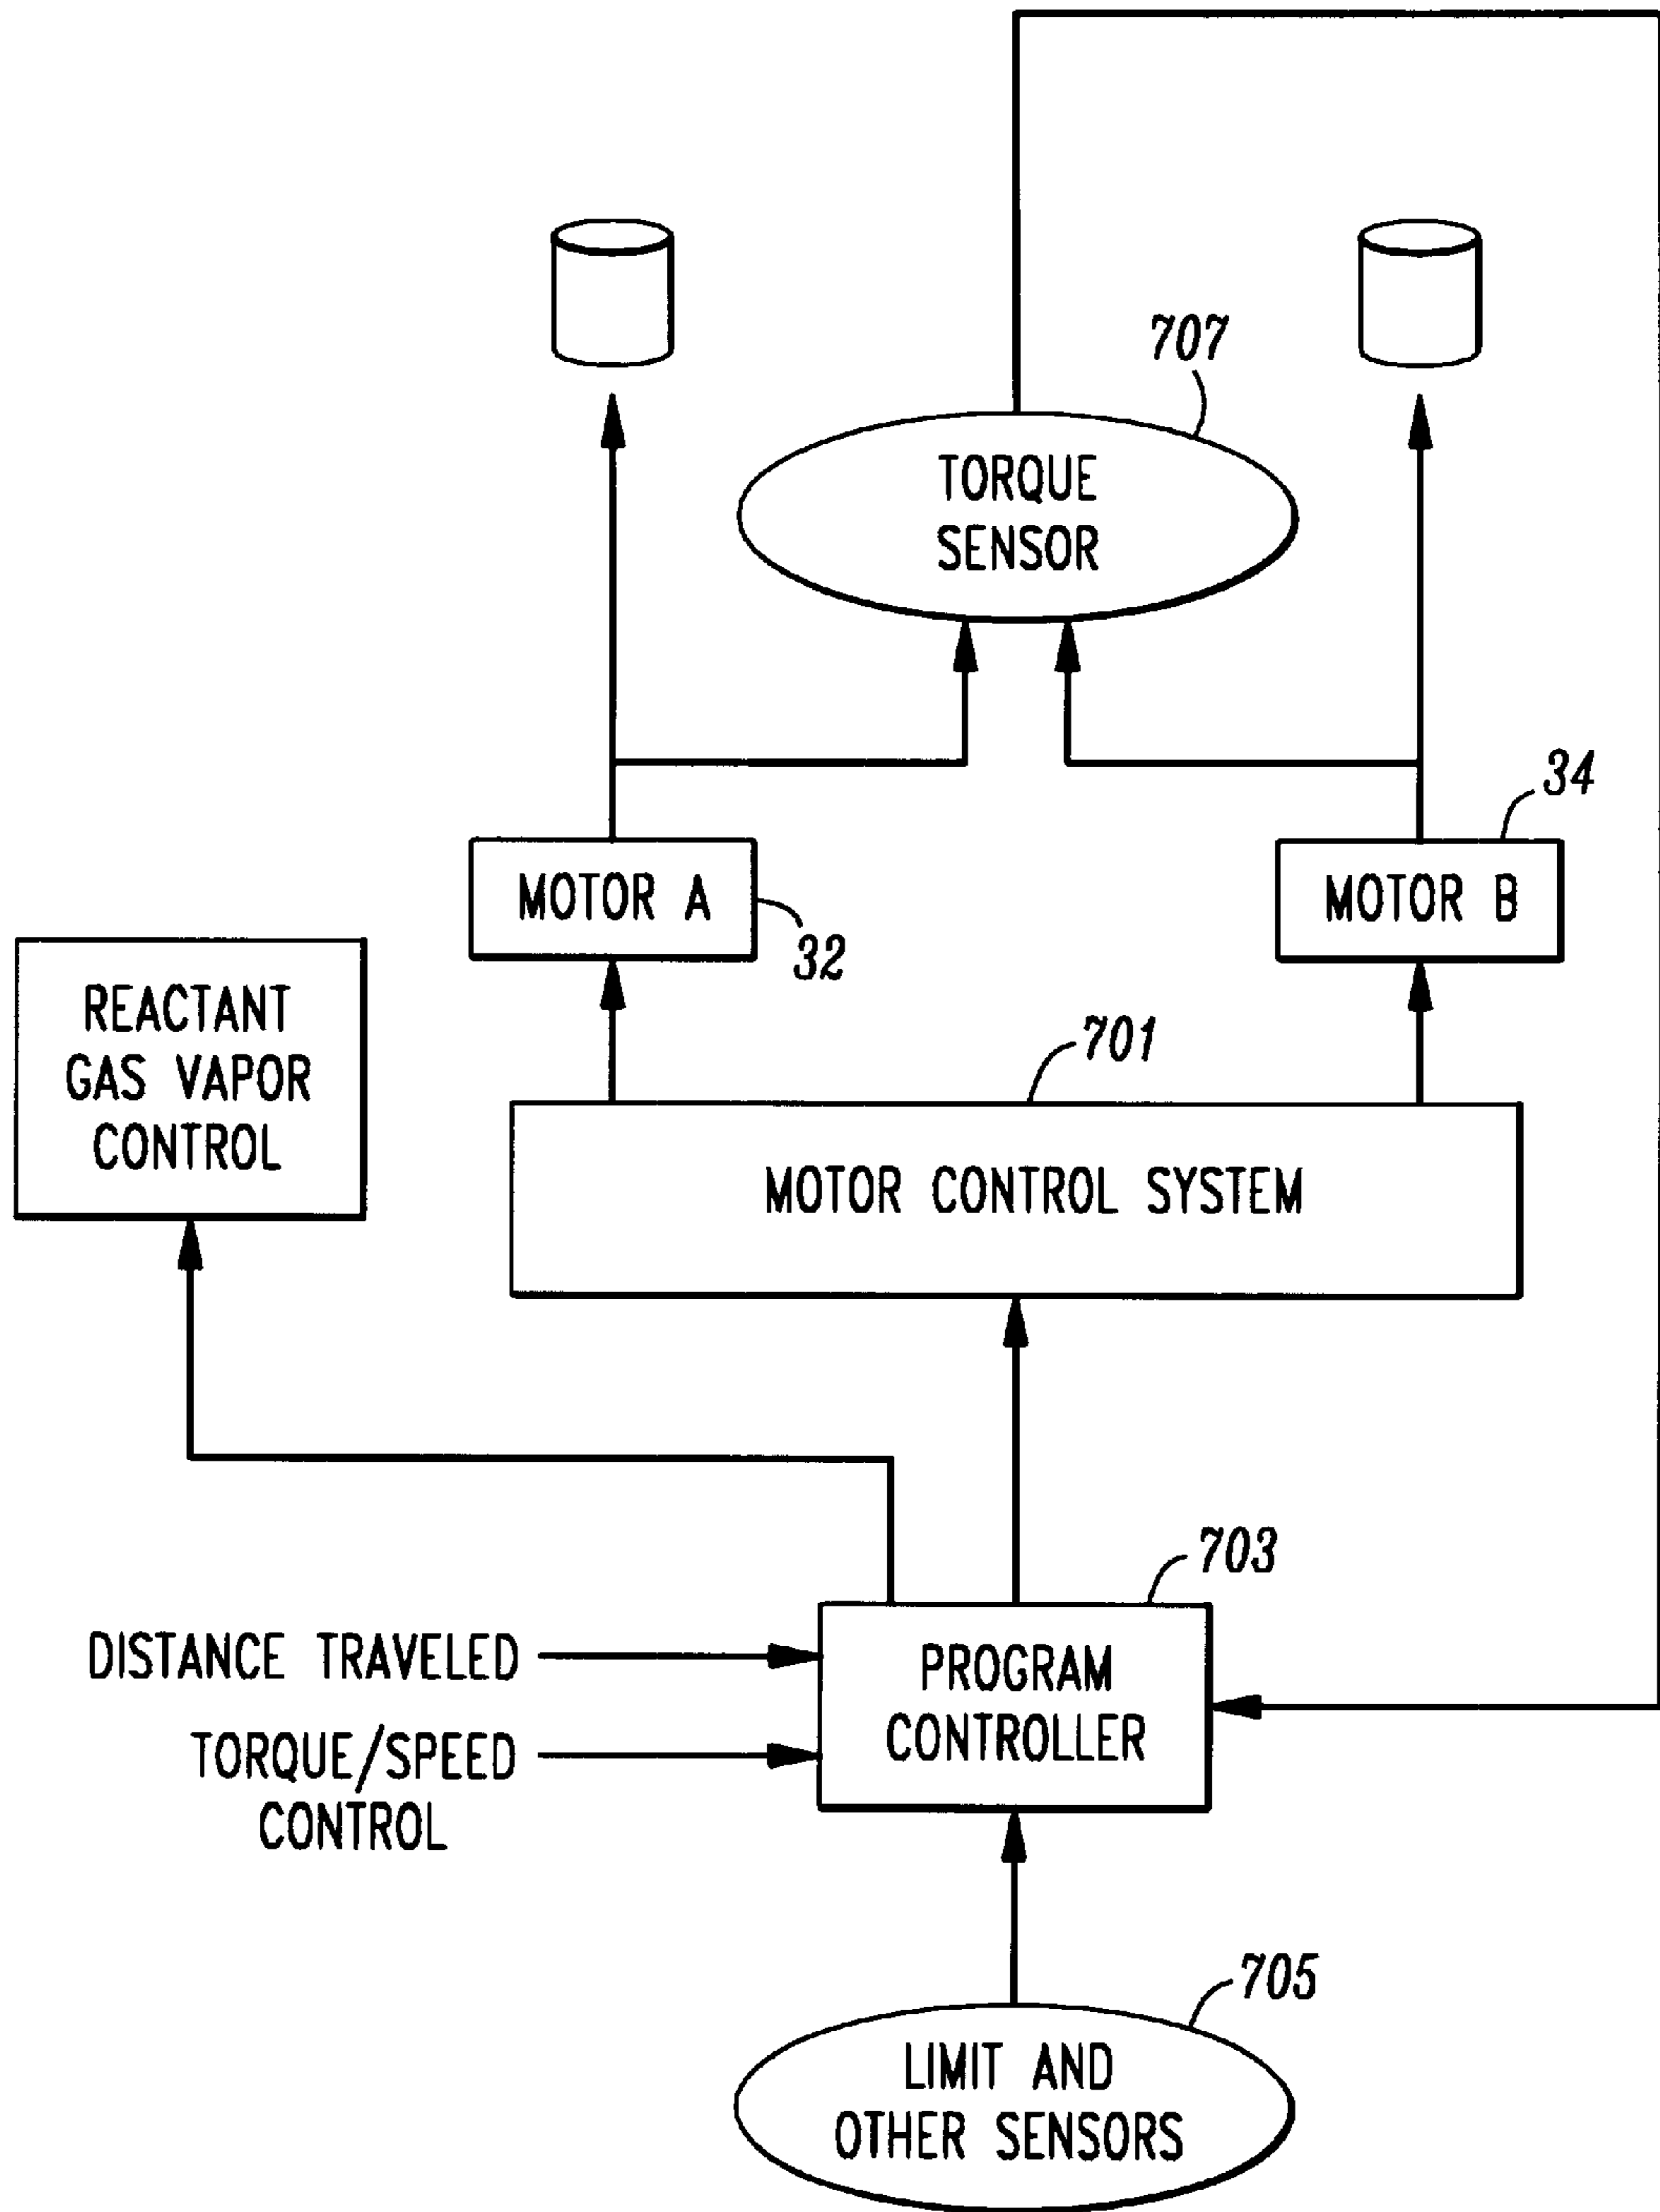 707
TORQUE
SENSOR
34
MOTOR A
MOTOR B
32
REACTANT
GAS VAPOR
CONTROL
701
MOTOR CONTROL SYSTEM
703
DISTANCE TRAVELED
PROGRAM
CONTROLLER
TORQUE/SPEED
CONTROL
705
LIMIT AND
OTHER SENSORS